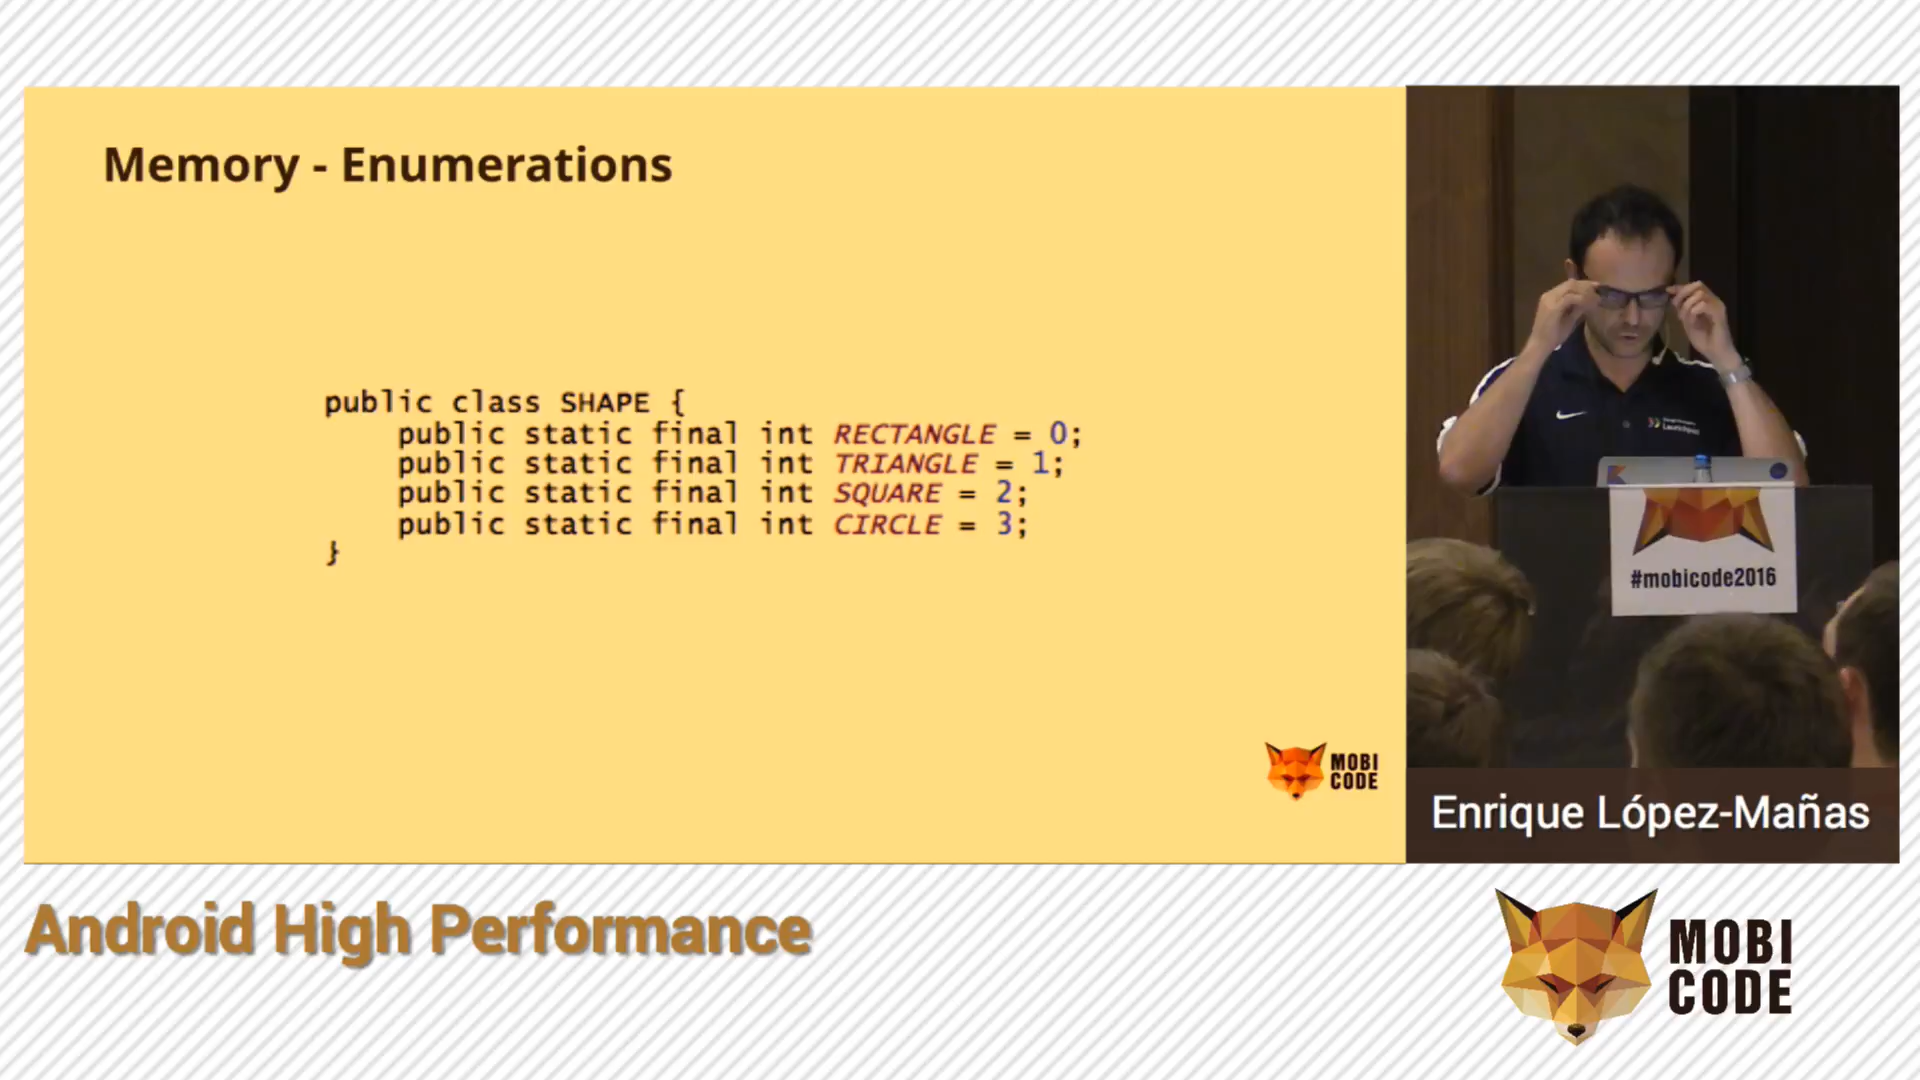 Memory - Enumerations
public class SHAPE {
public static final int RECTANGLE = 0;
public static final int TRIANGLE = 1;
public static final int SQUARE = 2;
public static final int CIRCLE = 3;
}
MOBI
CODE
#mobicode2016
Enrique López-Mañas
Android High Performance
MOBI
CODE